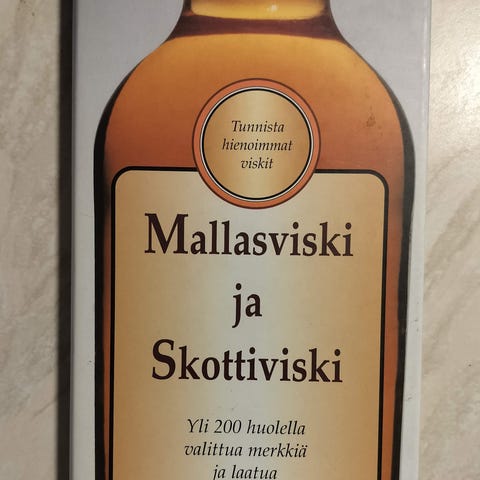 Tunnista
hienoimmat
viskit
Mallasviski
ja
Skottiviski
Yli 200 huolella
valittua merkkiä
ja laatua